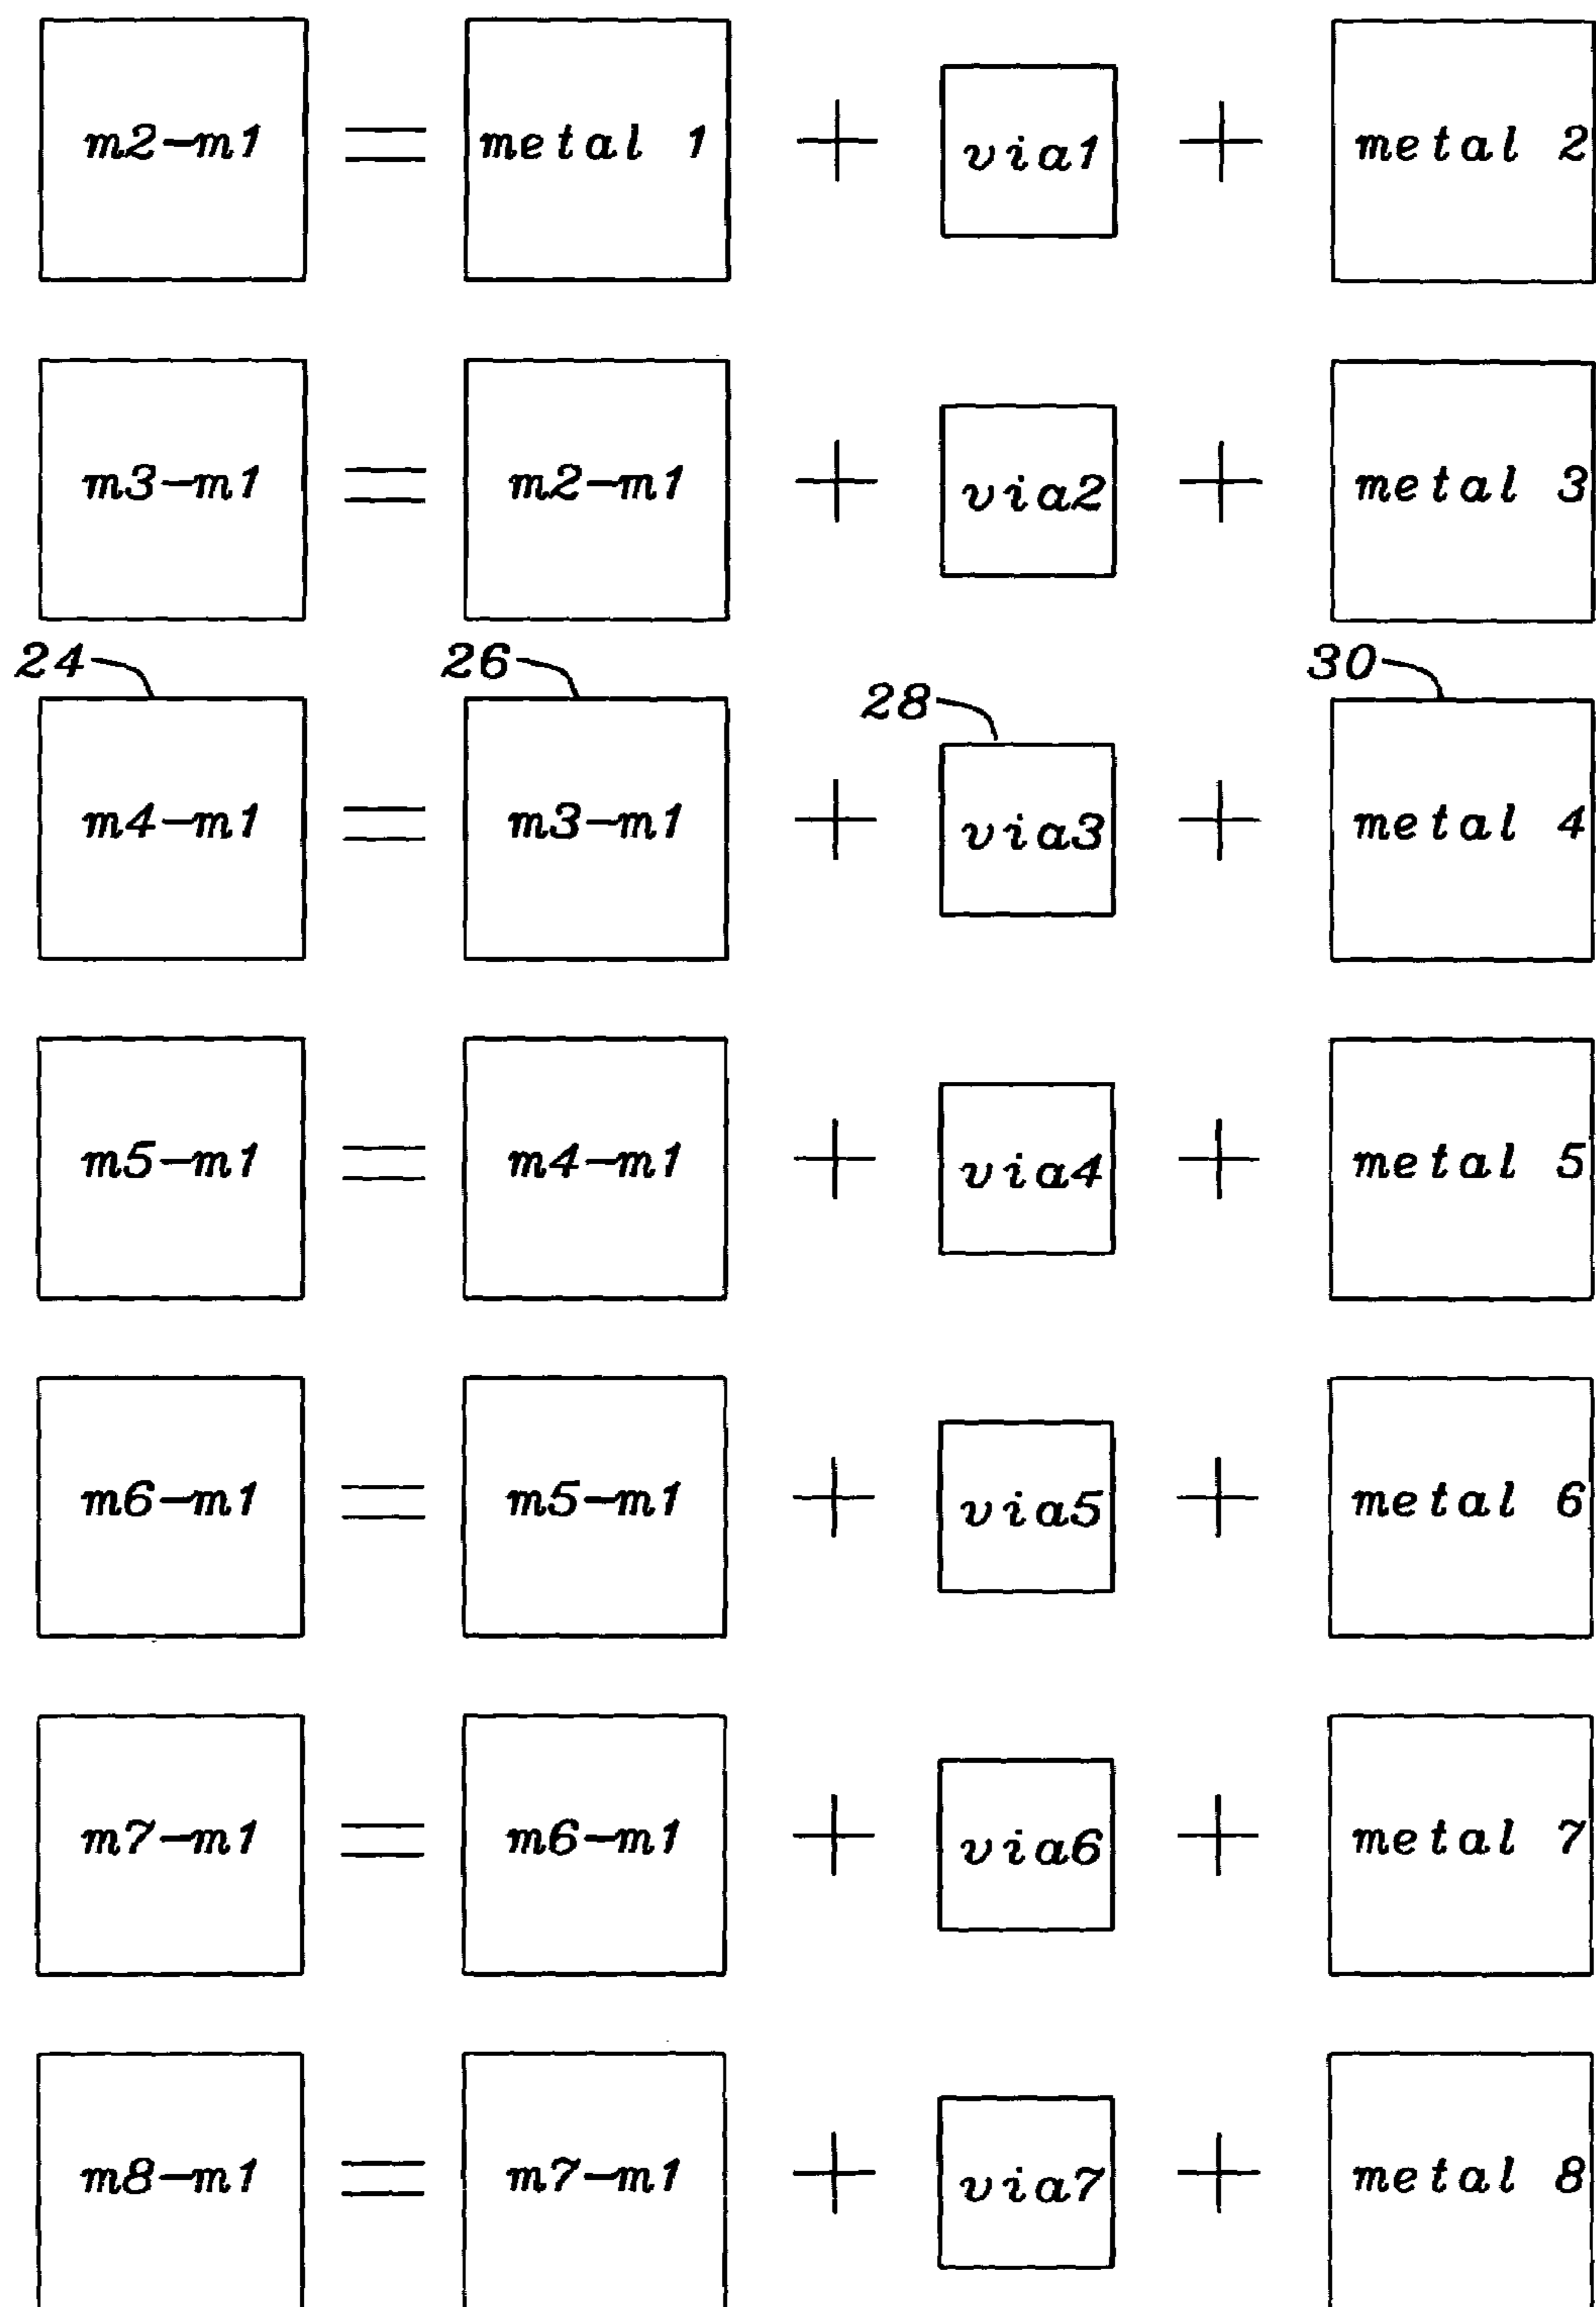 m2-m1 = metal 1 + via1 + metal 2
m3-m1 = m2-m1 + via2 + metal 3
24 26 28 30
m4-m1 = m3-m1 + via3 + metal 4
m5-m1 = m4-m1 + via4 + metal 5
m6-m1 = m5-m1 + via5 + metal 6
m7-m1 = m6-m1 + via6 + metal 7
m8-m1 = m7-m1 + via7 + metal 8